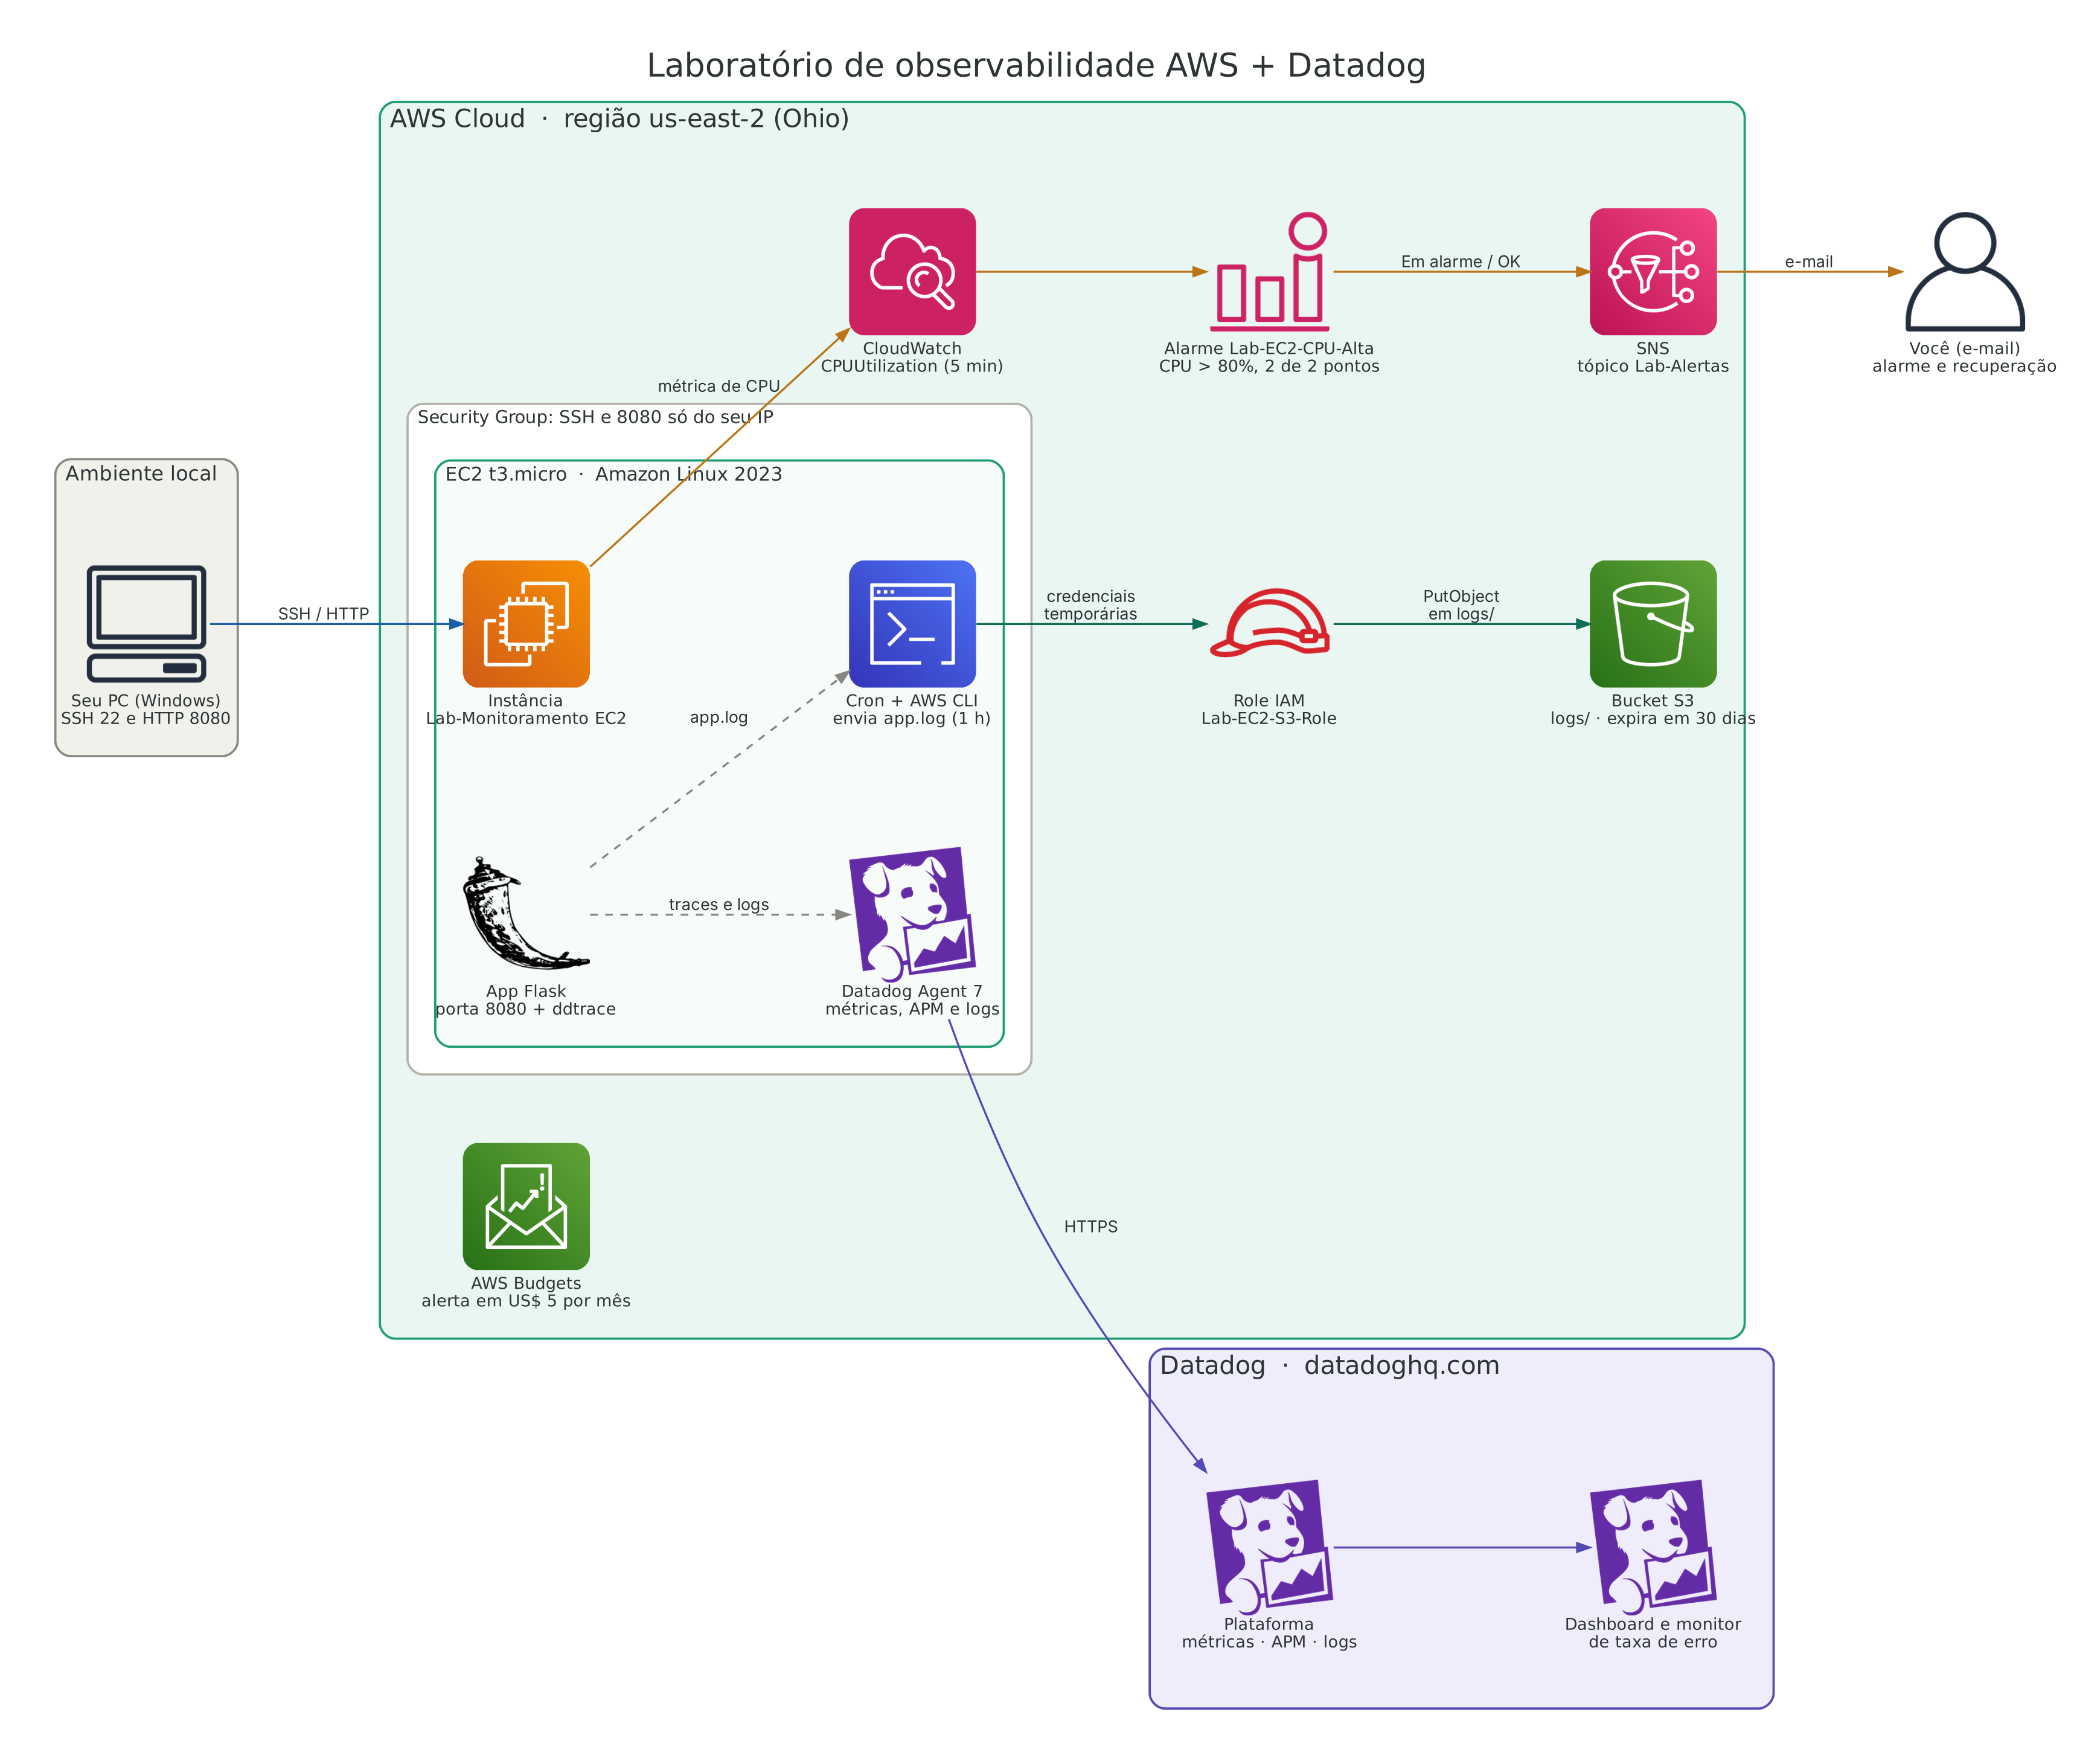 Laboratório de observabilidade AWS + Datadog
AWS Cloud · região us-east-2 (Ohio)
CloudWatch
CPUUtilization (5 min)
Alarme Lab-EC2-CPU-Alta
CPU > 80%, 2 de 2 pontos
Em alarme / OK
SNS
tópico Lab-Alertas
e-mail
Você (e-mail)
alarme e recuperação
métrica de CPU
Security Group: SSH e 8080 só do seu IP
EC2 t3.micro · Amazon Linux 2023
Ambiente local
Seu PC (Windows)
SSH 22 e HTTP 8080
SSH / HTTP
Instância
Lab-Monitoramento EC2
app.log
Cron + AWS CLI
envia app.log (1 h)
credenciais
temporárias
Role IAM
Lab-EC2-S3-Role
PutObject
em logs/
Bucket S3
logs/ · expira em 30 dias
traces e logs
App Flask
porta 8080 + ddtrace
Datadog Agent 7
métricas, APM e logs
AWS Budgets
alerta em US$ 5 por mês
HTTPS
Datadog · datadoghq.com
Plataforma
métricas · APM · logs
Dashboard e monitor
de taxa de erro